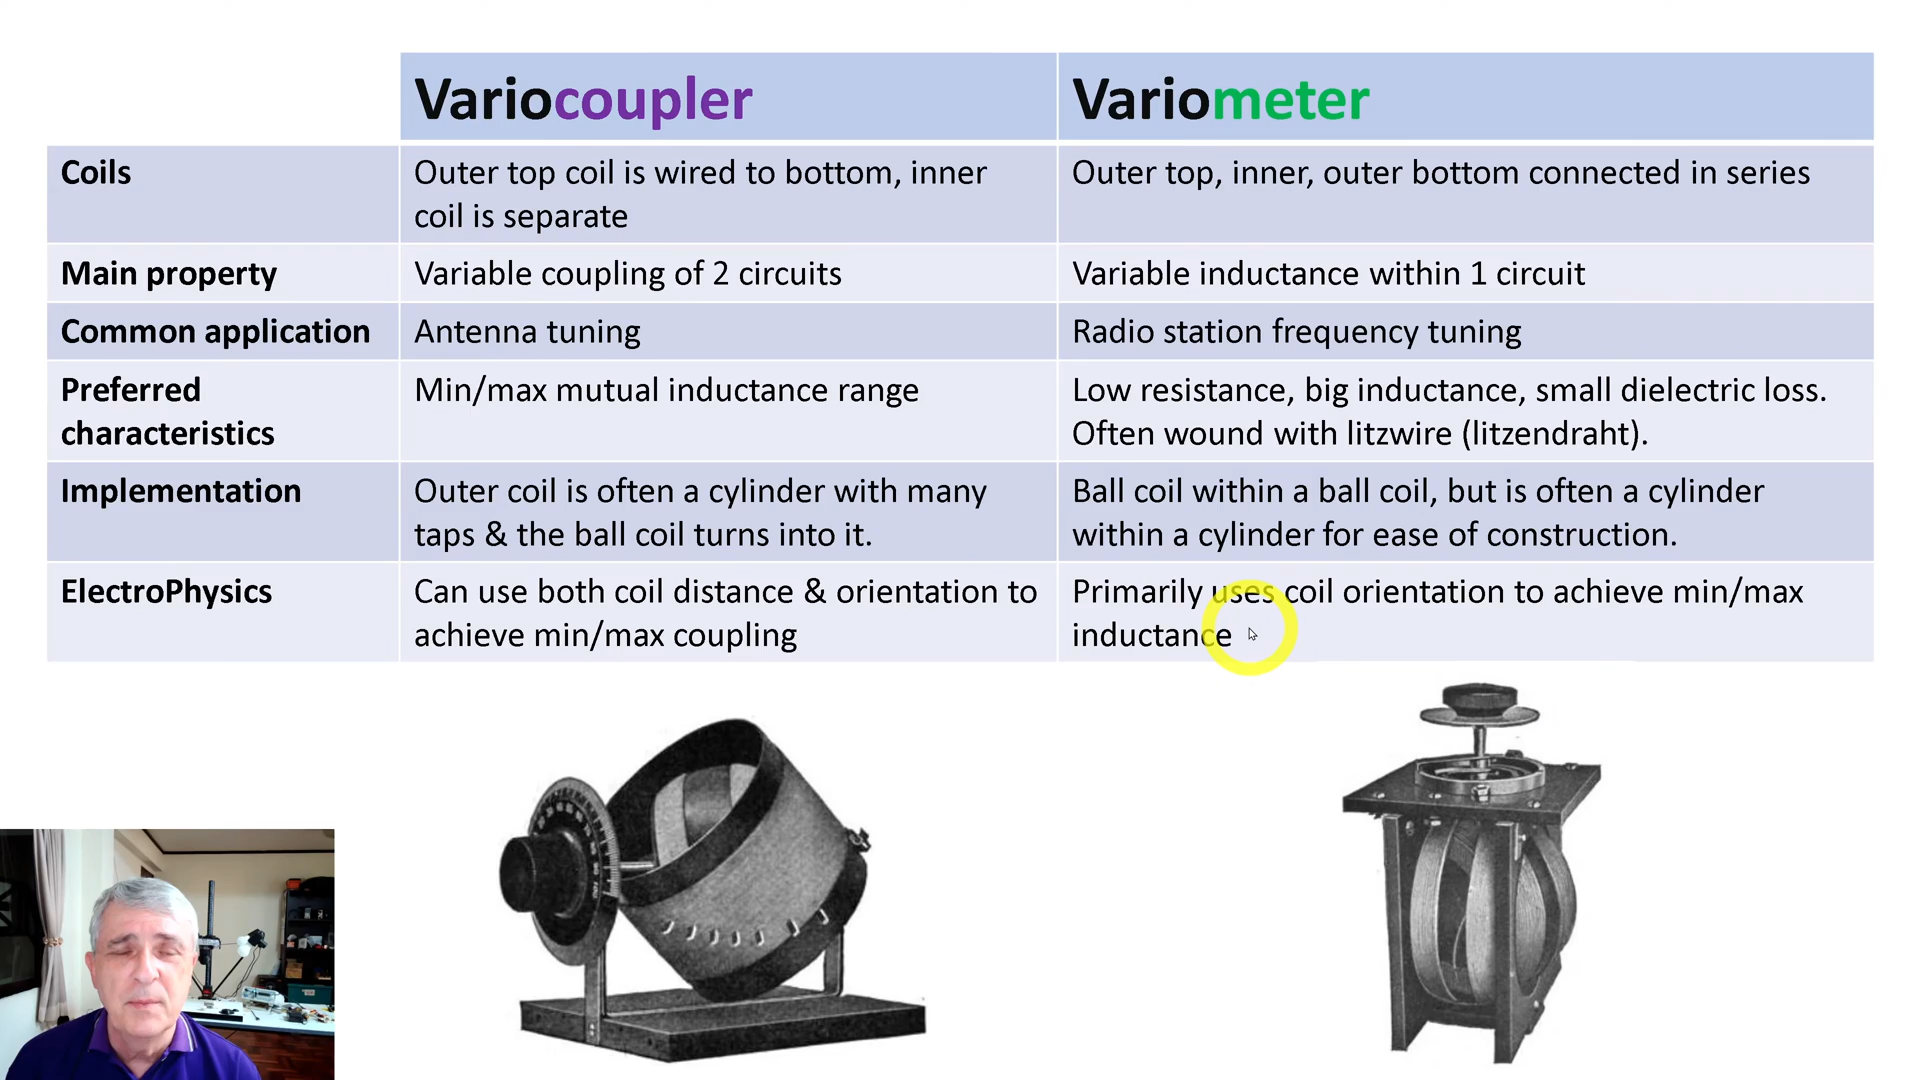 Variocoupler
Variometer
Coils
Outer top coil is wired to bottom, inner
coil is separate
Outer top, inner, outer bottom connected in series
Main property
Variable coupling of 2 circuits
Variable inductance within 1 circuit
Common application
Antenna tuning
Radio station frequency tuning
Preferred
characteristics
Min/max mutual inductance range
Low resistance, big inductance, small dielectric loss.
Often wound with litzwire (litzendraht).
Implementation
Outer coil is often a cylinder with many
taps & the ball coil turns into it.
Ball coil within a ball coil, but is often a cylinder
within a cylinder for ease of construction.
ElectroPhysics
Can use both coil distance & orientation to
achieve min/max coupling
Primarily uses coil orientation to achieve min/max
inductance